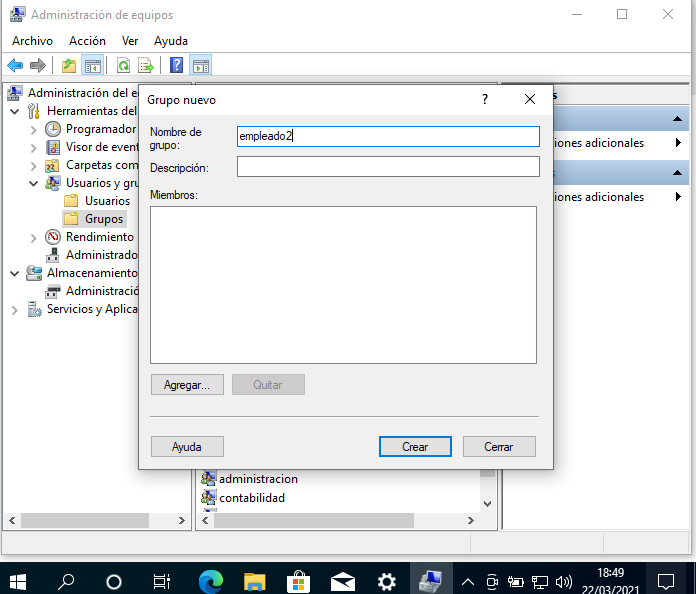 Administración de equipos
Archivo Acción Ver Ayuda
Administración del e
Herramientas del
Programador
Visor de event
Carpetas com
Usuarios y gru
Usuarios
Grupos
Rendimiento
Administrado
Almacenamiento
Administració
Servicios y Aplica
Grupo nuevo
?
Nombre de
grupo:
empleado2
Descripción:
Miembros:
Agregar...
Quitar
Ayuda
Crear
Cerrar
s
iones adicionales
s
iones adicionales
administracion
contabilidad
18:49
22/03/2021